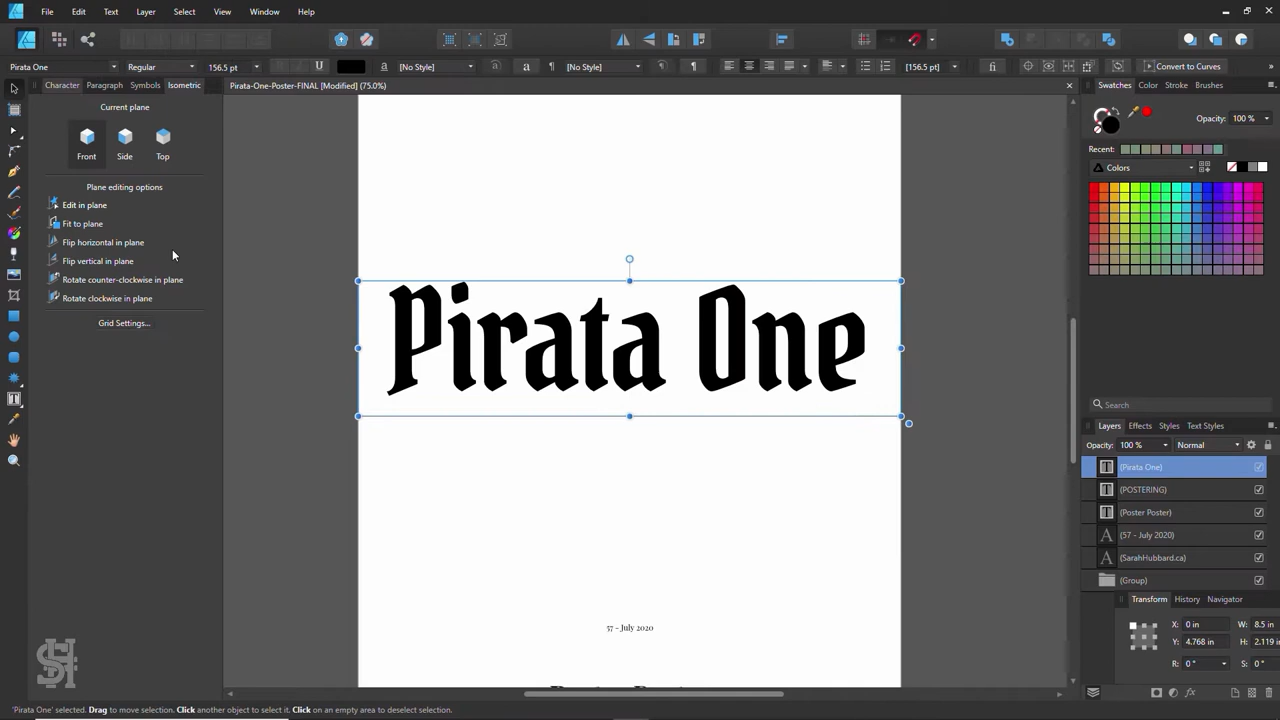 File Edit Text Layer Select View Window Help
Pirata One Regular 156.5 pt U a [No Style] a a ¶ [No Style] ¶ [156.5 pt] fi Convert to Curves
Character Paragraph Symbols Isometric
Pirata-One-Poster-FINAL [Modified] (75.0%)
Swatches Color Stroke Brushes
Current plane
Front Side Top
Opacity: 100 %
Recent:
Colors
Plane editing options
Edit in plane
Fit to plane
Flip horizontal in plane
Flip vertical in plane
Rotate counter-clockwise in plane
Rotate clockwise in plane
Grid Settings...
Pirata One
57 - July 2020
Search
Layers Effects Styles Text Styles
Opacity: 100 % Normal
(Pirata One)
(POSTERING)
(Poster Poster)
(57 - July 2020)
(SarahHubbard.ca)
(Group)
Transform History Navigator
X: 0 in W: 8.5 in
Y: 4.768 in H: 2.119 in
R: 0 ° S: 0 °
'Pirata One' selected. Drag to move selection. Click another object to select it. Click on an empty area to deselect selection.